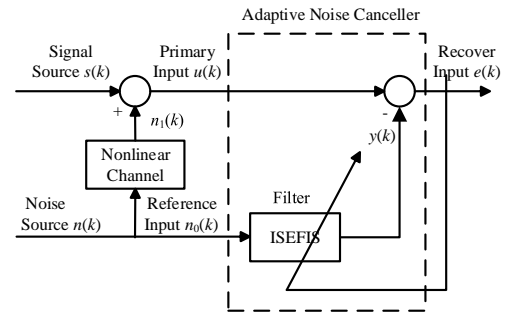 Adaptive Noise Canceller
Signal
Source s(k)
Primary
Input u(k)
Recover
Input e(k)
+
-
n₁(k)
y(k)
Nonlinear
Channel
Noise
Source n(k)
Reference
Input n₀(k)
Filter
ISEFIS